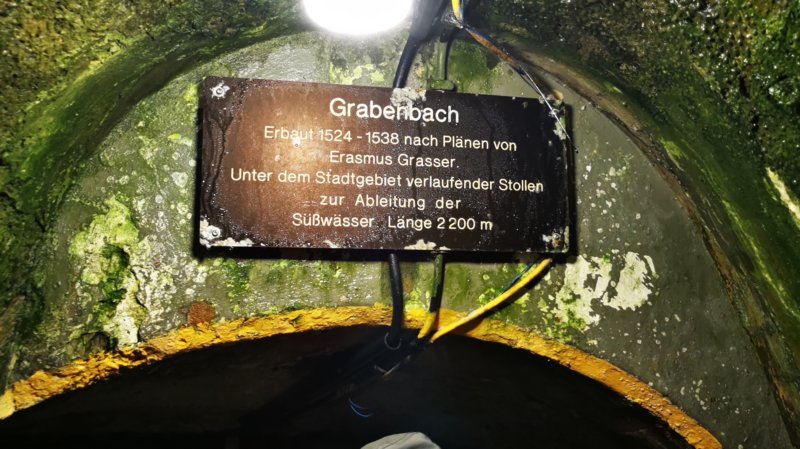 Grabenbach
Erbaut 1524 - 1538 nach Plänen von
Erasmus Grasser.
Unter dem Stadtgebiet verlaufender Stollen
zur Ableitung der
Süßwässer. Länge 2 200 m